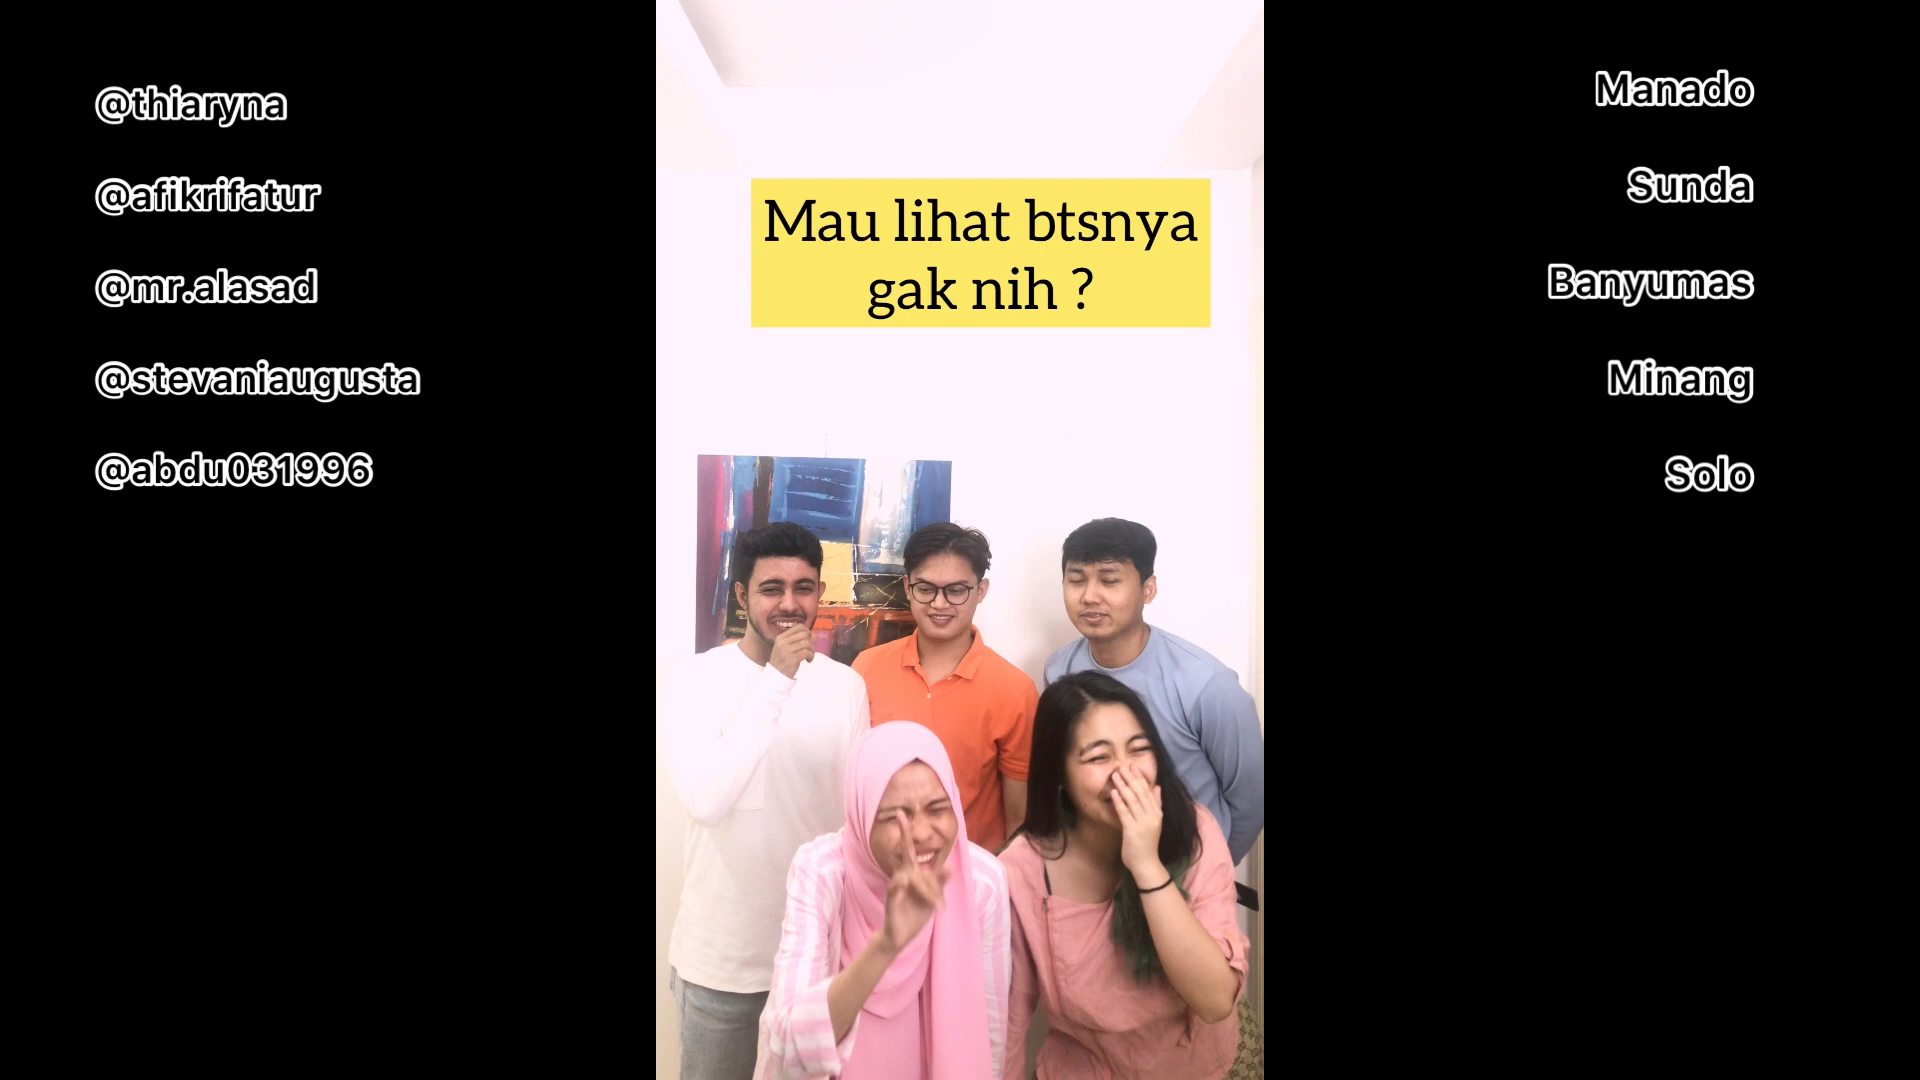 @thiaryna
@afikrifatur
@mr.alasad
@stevaniaugusta
@abdu031996
Mau lihat btsnya
gak nih ?
Manado
Sunda
Banyumas
Minang
Solo